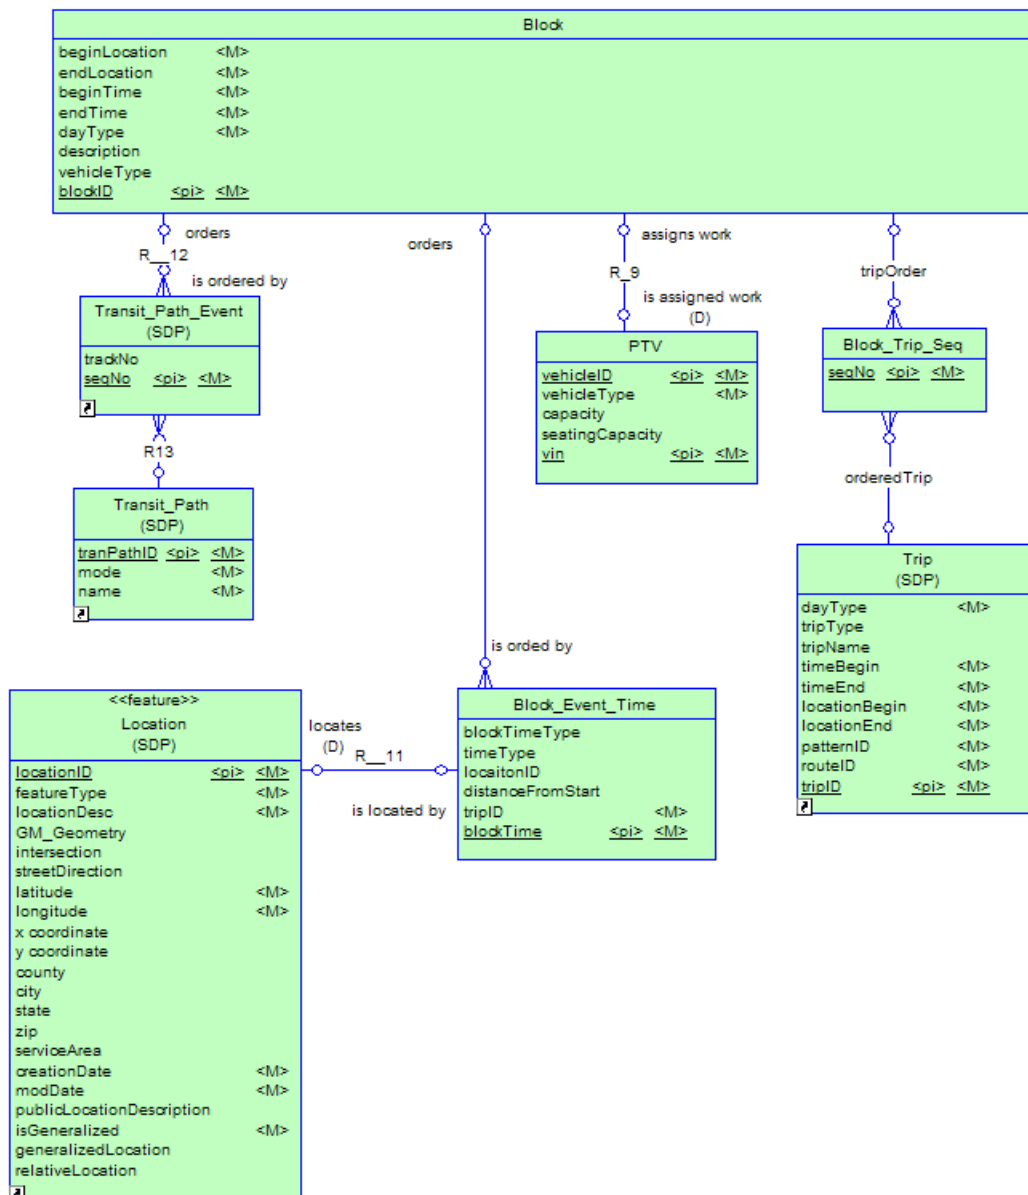 Block
beginLocation <M>
endLocation <M>
beginTime <M>
endTime <M>
dayType <M>
description
vehicleType
blockID <pi> <M>
orders
R__12
is ordered by
orders
assigns work
R_9
is assigned work
(D)
tripOrder
Transit_Path_Event
(SDP)
trackNo
seqNo <pi> <M>
R13
Transit_Path
(SDP)
tranPathID <pi> <M>
mode <M>
name <M>
PTV
vehicleID <pi> <M>
vehicleType <M>
capacity
seatingCapacity
vin <pi> <M>
Block_Trip_Seq
seqNo <pi> <M>
orderedTrip
Trip
(SDP)
dayType <M>
tripType
tripName
timeBegin <M>
timeEnd <M>
locationBegin <M>
locationEnd <M>
patternID <M>
routeID <M>
tripID <pi> <M>
is orded by
<<feature>>
Location
(SDP)
locationID <pi> <M>
featureType <M>
locationDesc <M>
GM_Geometry
intersection
streetDirection
latitude <M>
longitude <M>
x coordinate
y coordinate
county
city
state
zip
serviceArea
creationDate <M>
modDate <M>
publicLocationDescription
isGeneralized <M>
generalizedLocation
relativeLocation
locates
(D)
R__11
is located by
Block_Event_Time
blockTimeType
timeType
locaitonID
distanceFromStart
tripID <M>
blockTime <pi> <M>